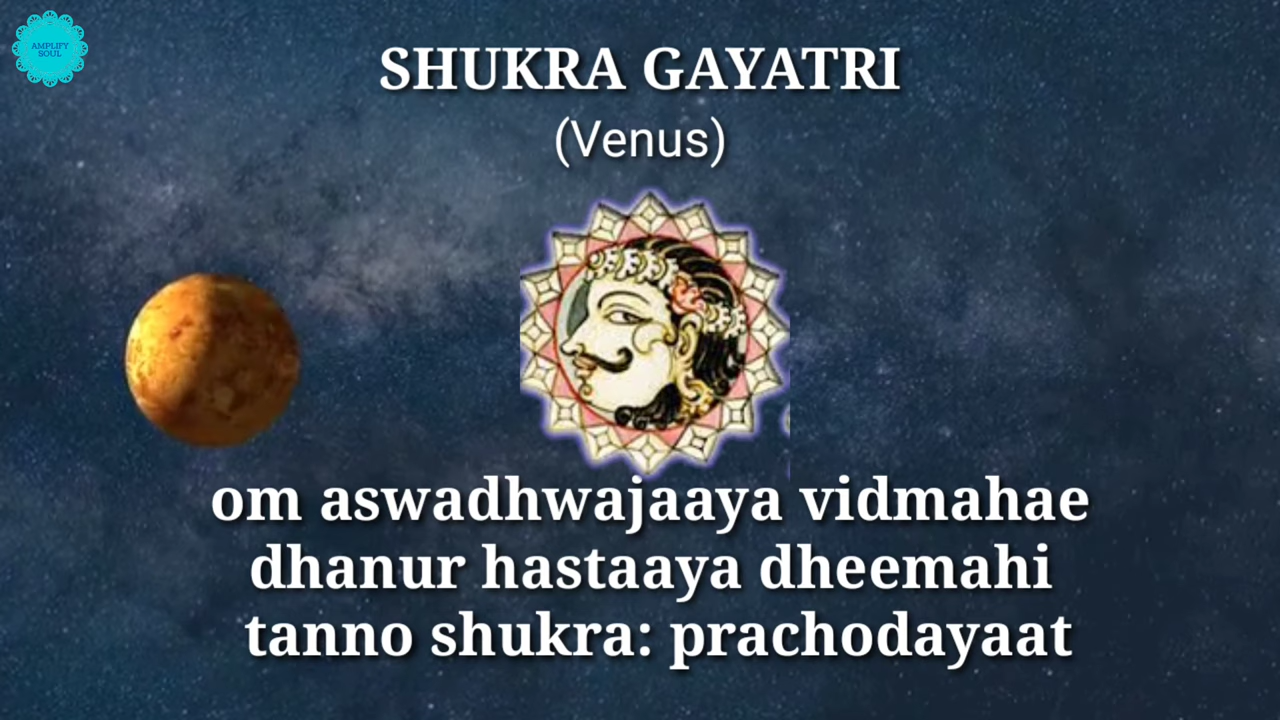 AMPLIFY
SOUL
SHUKRA GAYATRI
(Venus)
om aswadhwajaaya vidmahae
dhanur hastaaya dheemahi
tanno shukra: prachodayaat